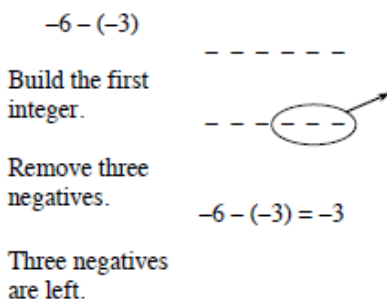 –6 – (–3)
– – – – – –
Build the first
integer.
– – – – – –
Remove three
negatives.
–6 – (–3) = –3
Three negatives
are left.